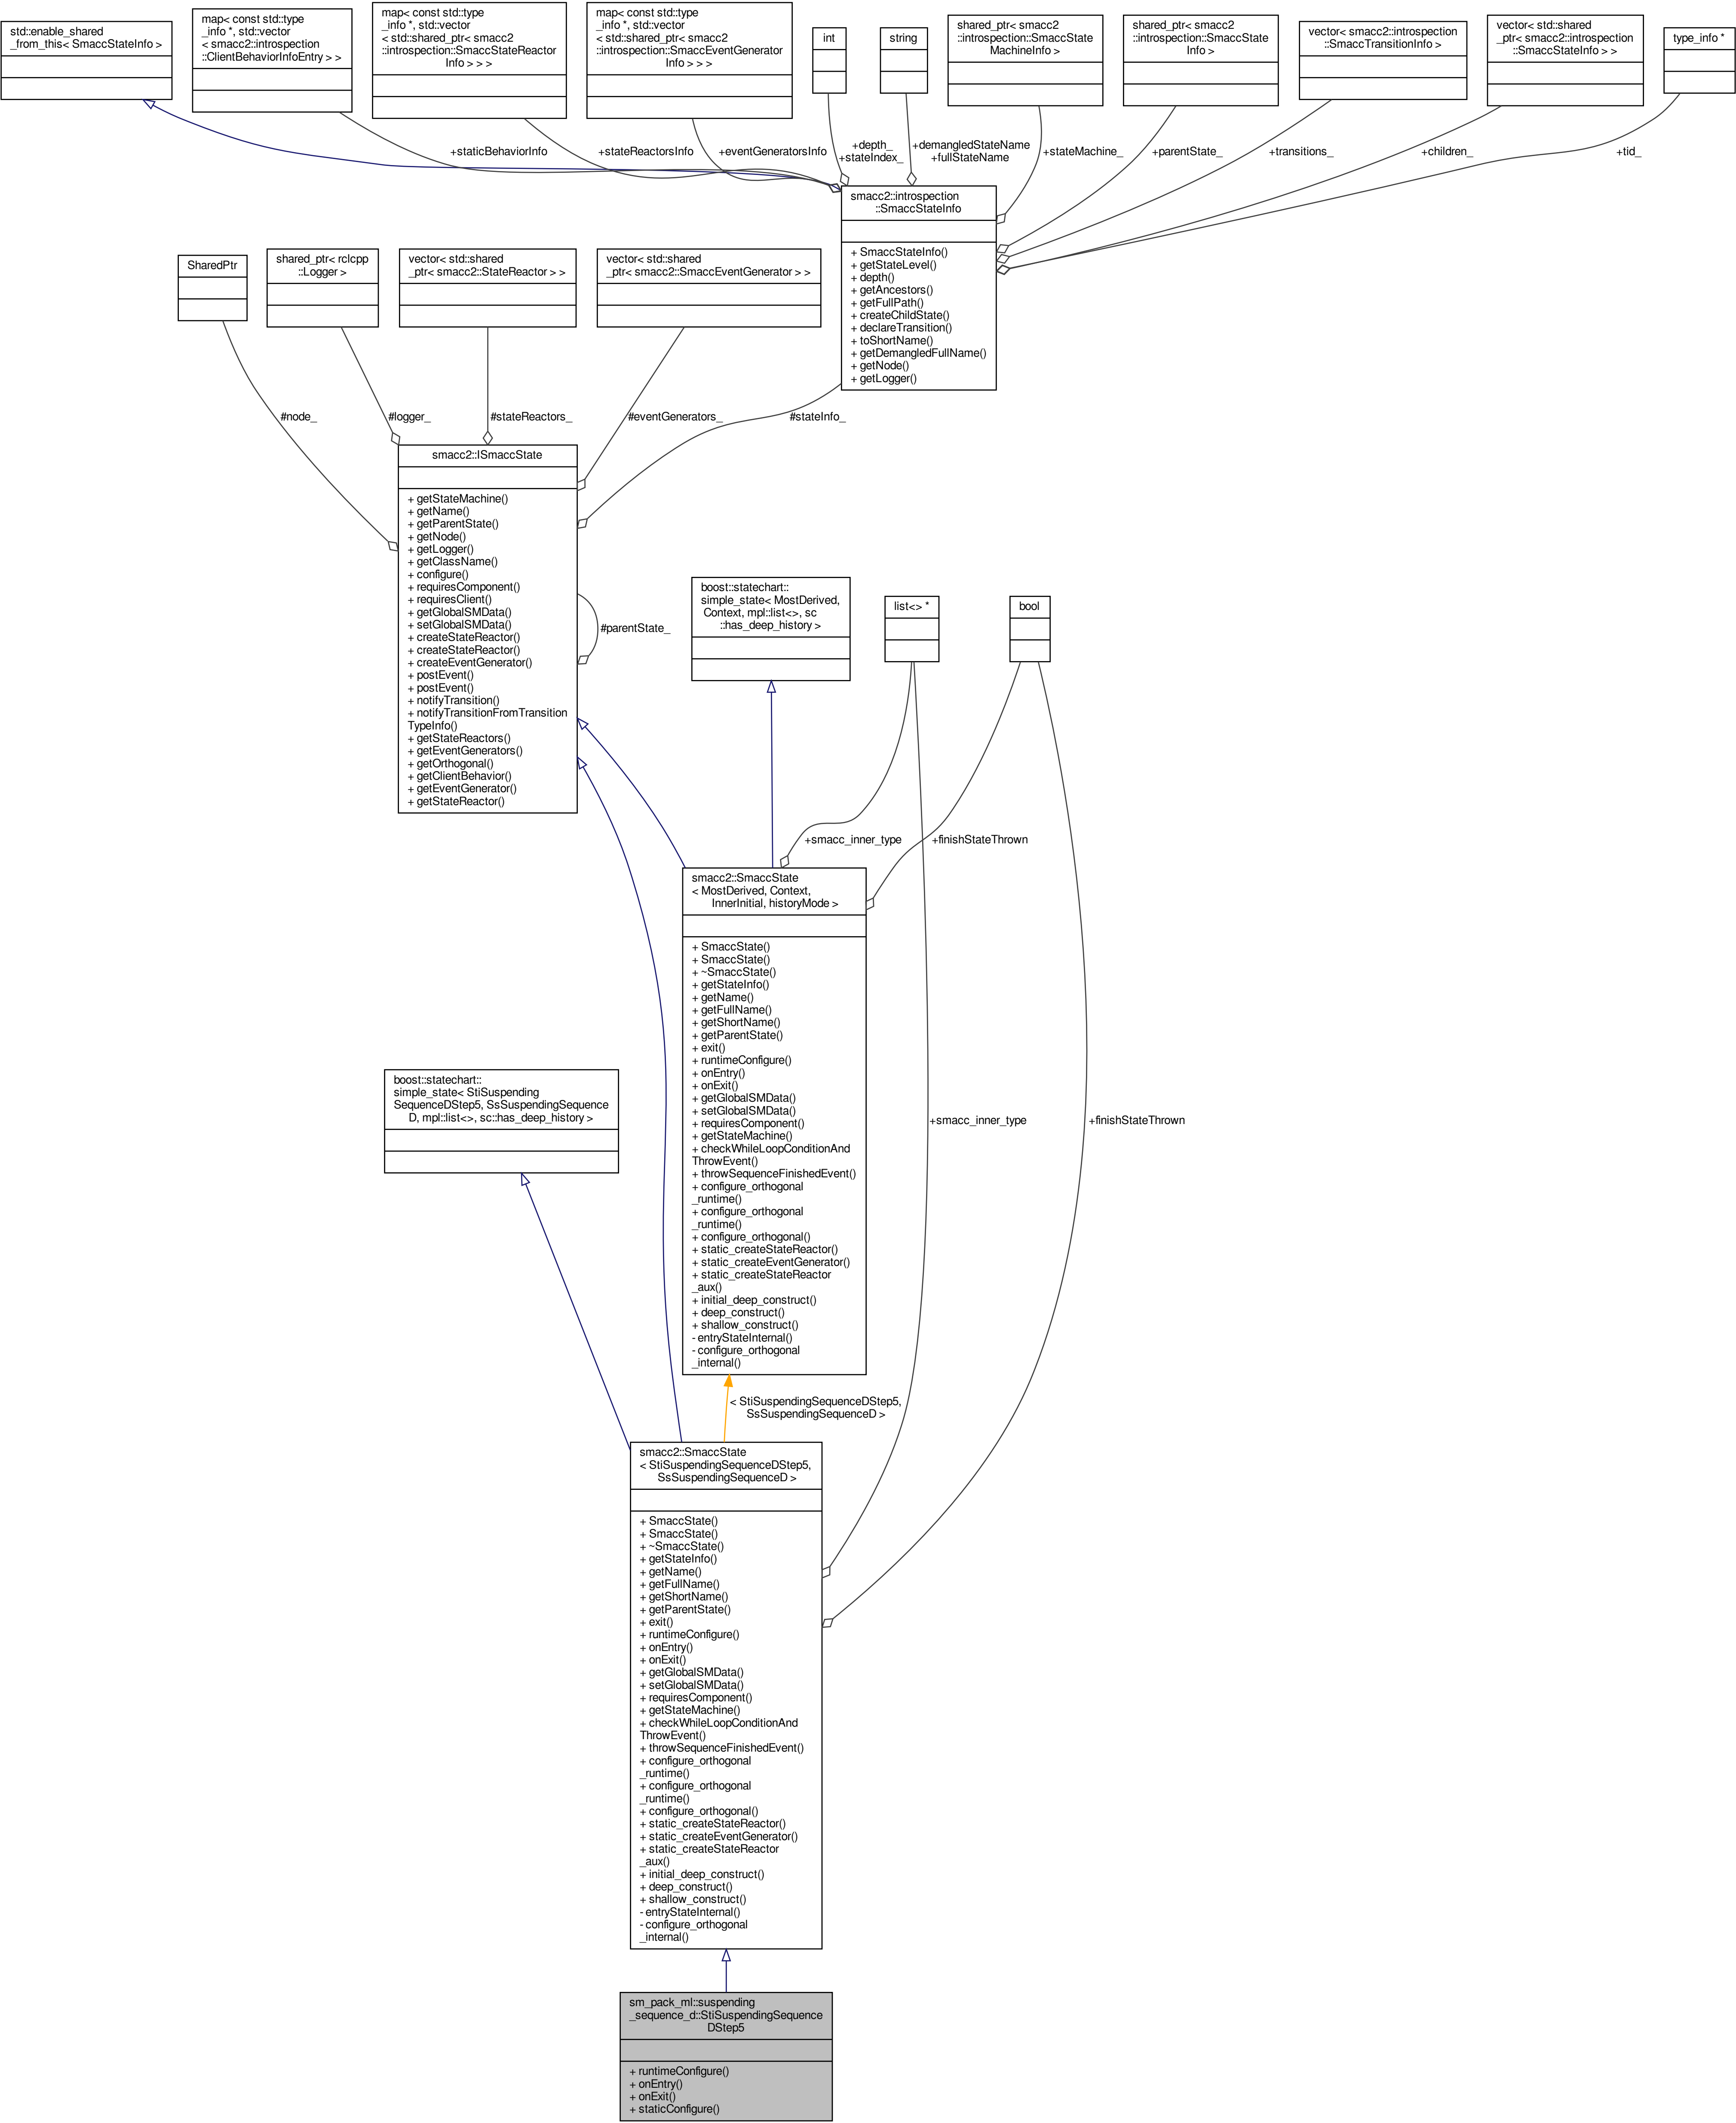 std::enable_shared
_from_this< SmaccStateInfo >
map< const std::type
_info *, std::vector
< smacc2::introspection
::ClientBehaviorInfoEntry > >
map< const std::type
_info *, std::vector
< std::shared_ptr< smacc2
::introspection::SmaccStateReactor
Info > > >
map< const std::type
_info *, std::vector
< std::shared_ptr< smacc2
::introspection::SmaccEventGenerator
Info > > >
int
string
shared_ptr< smacc2
::introspection::SmaccState
MachineInfo >
shared_ptr< smacc2
::introspection::SmaccState
Info >
vector< smacc2::introspection
::SmaccTransitionInfo >
vector< std::shared
_ptr< smacc2::introspection
::SmaccStateInfo > >
type_info *
+staticBehaviorInfo
+stateReactorsInfo
+eventGeneratorsInfo
+depth_
+stateIndex_
+demangledStateName
+fullStateName
+stateMachine_
+parentState_
+transitions_
+children_
+tid_
smacc2::introspection
::SmaccStateInfo
+ SmaccStateInfo()
+ getStateLevel()
+ depth()
+ getAncestors()
+ getFullPath()
+ createChildState()
+ declareTransition()
+ toShortName()
+ getDemangledFullName()
+ getNode()
+ getLogger()
SharedPtr
shared_ptr< rclcpp
::Logger >
vector< std::shared
_ptr< smacc2::StateReactor > >
vector< std::shared
_ptr< smacc2::SmaccEventGenerator > >
#node_
#logger_
#stateReactors_
#eventGenerators_
#stateInfo_
smacc2::ISmaccState
+ getStateMachine()
+ getName()
+ getParentState()
+ getNode()
+ getLogger()
+ getClassName()
+ configure()
+ requiresComponent()
+ requiresClient()
+ getGlobalSMData()
+ setGlobalSMData()
+ createStateReactor()
+ createStateReactor()
+ createEventGenerator()
+ postEvent()
+ postEvent()
+ notifyTransition()
+ notifyTransitionFromTransition
TypeInfo()
+ getStateReactors()
+ getEventGenerators()
+ getOrthogonal()
+ getClientBehavior()
+ getEventGenerator()
+ getStateReactor()
#parentState_
boost::statechart::
simple_state< MostDerived,
Context, mpl::list<>, sc
::has_deep_history >
list<> *
bool
+smacc_inner_type
+finishStateThrown
smacc2::SmaccState
< MostDerived, Context,
InnerInitial, historyMode >
+ SmaccState()
+ SmaccState()
+ ~SmaccState()
+ getStateInfo()
+ getName()
+ getFullName()
+ getShortName()
+ getParentState()
+ exit()
+ runtimeConfigure()
+ onEntry()
+ onExit()
+ getGlobalSMData()
+ setGlobalSMData()
+ requiresComponent()
+ getStateMachine()
+ checkWhileLoopConditionAnd
ThrowEvent()
+ throwSequenceFinishedEvent()
+ configure_orthogonal
_runtime()
+ configure_orthogonal
_runtime()
+ configure_orthogonal()
+ static_createStateReactor()
+ static_createEventGenerator()
+ static_createStateReactor
_aux()
+ initial_deep_construct()
+ deep_construct()
+ shallow_construct()
- entryStateInternal()
- configure_orthogonal
_internal()
boost::statechart::
simple_state< StiSuspending
SequenceDStep5, SsSuspendingSequence
D, mpl::list<>, sc::has_deep_history >
+smacc_inner_type
+finishStateThrown
< StiSuspendingSequenceDStep5,
SsSuspendingSequenceD >
smacc2::SmaccState
< StiSuspendingSequenceDStep5,
SsSuspendingSequenceD >
+ SmaccState()
+ SmaccState()
+ ~SmaccState()
+ getStateInfo()
+ getName()
+ getFullName()
+ getShortName()
+ getParentState()
+ exit()
+ runtimeConfigure()
+ onEntry()
+ onExit()
+ getGlobalSMData()
+ setGlobalSMData()
+ requiresComponent()
+ getStateMachine()
+ checkWhileLoopConditionAnd
ThrowEvent()
+ throwSequenceFinishedEvent()
+ configure_orthogonal
_runtime()
+ configure_orthogonal
_runtime()
+ configure_orthogonal()
+ static_createStateReactor()
+ static_createEventGenerator()
+ static_createStateReactor
_aux()
+ initial_deep_construct()
+ deep_construct()
+ shallow_construct()
- entryStateInternal()
- configure_orthogonal
_internal()
sm_pack_ml::suspending
_sequence_d::StiSuspendingSequence
DStep5
+ runtimeConfigure()
+ onEntry()
+ onExit()
+ staticConfigure()